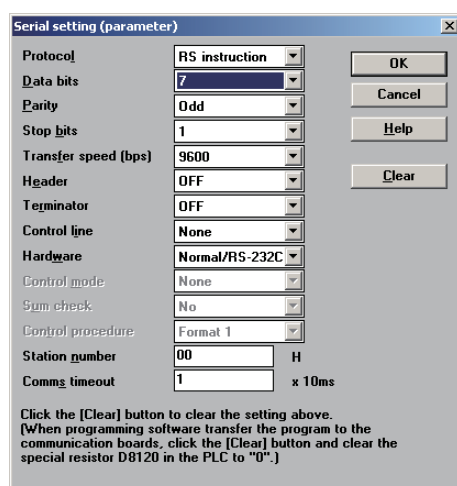 Serial setting (parameter)
Protocol RS instruction OK
Data bits 7
Cancel
Parity Odd
Stop bits 1 Help
Transfer speed (bps) 9600
Header OFF Clear
Terminator OFF
Control line None
Hardware Normal/RS-232C
Control mode None
Sum check No
Control procedure Format 1
Station number 00 H
Comms timeout 1 x 10ms
Click the [Clear] button to clear the setting above.
(When programming software transfer the program to the
communication boards, click the [Clear] button and clear the
special resistor D8120 in the PLC to "0".)